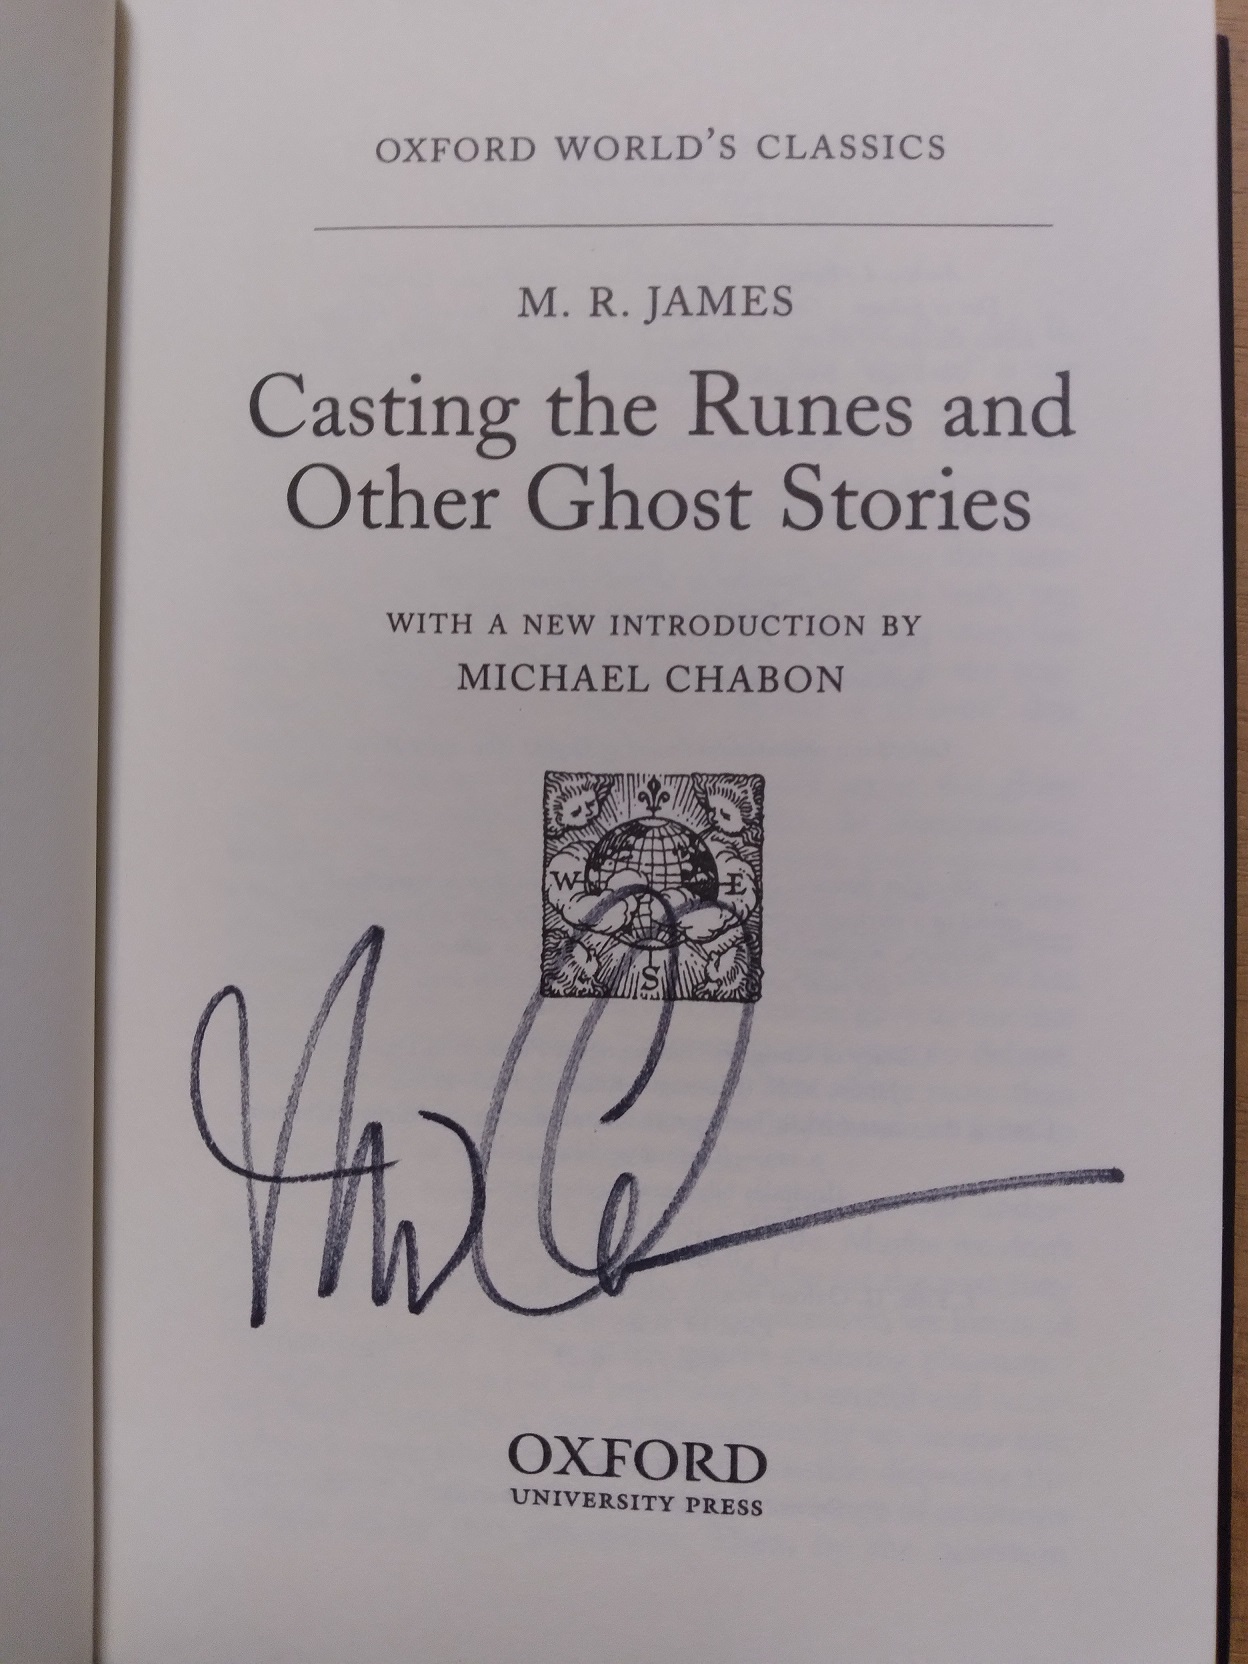 OXFORD WORLD'S CLASSICS
M. R. JAMES
Casting the Runes and
Other Ghost Stories
WITH A NEW INTRODUCTION BY
MICHAEL CHABON
W E
S
OXFORD
UNIVERSITY PRESS